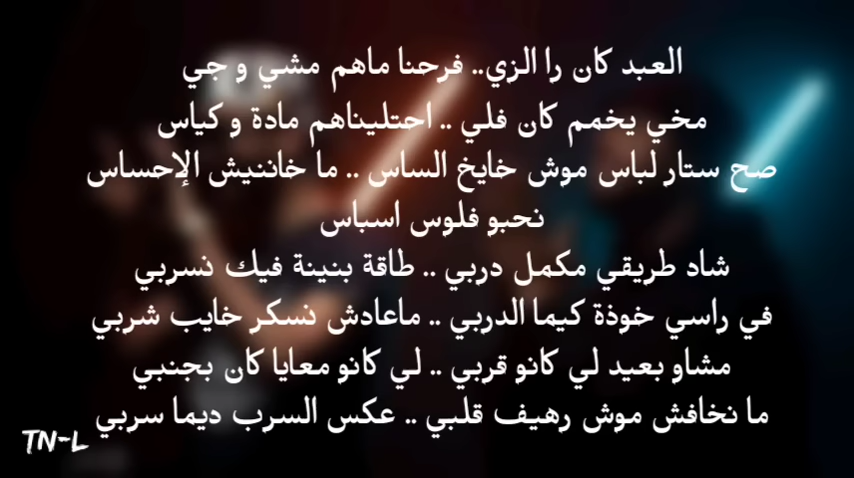 العبد كان را الزي.. فرحنا ماهم مشي و جي
مخي يخمم كان فلي .. احتليناهم مادة و كياس
صح ستار لباس موش خايخ الساس .. ما خاننيش الإحساس
نحبو فلوس اسباس
شاد طريقي مكمل دربي .. طاقة بنينة فيك نسربي
في راسي خوذة كيما الدربي .. ماعادش نسكر خايب شربي
مشاو بعيد لي كانو قربي .. لي كانو معايا كان بجنبي
ما نخافش موش رهيف قلبي .. عكس السرب ديما سربي
TN-L